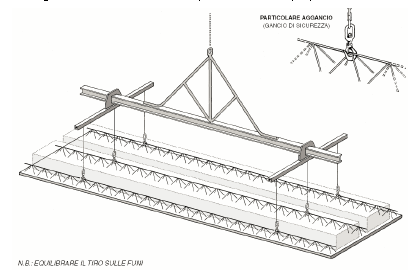 PARTICOLARE AGGANCIO
(GANCIO DI SICUREZZA)
N.B.: EQUILIBRARE IL TIRO SULLE FUNI